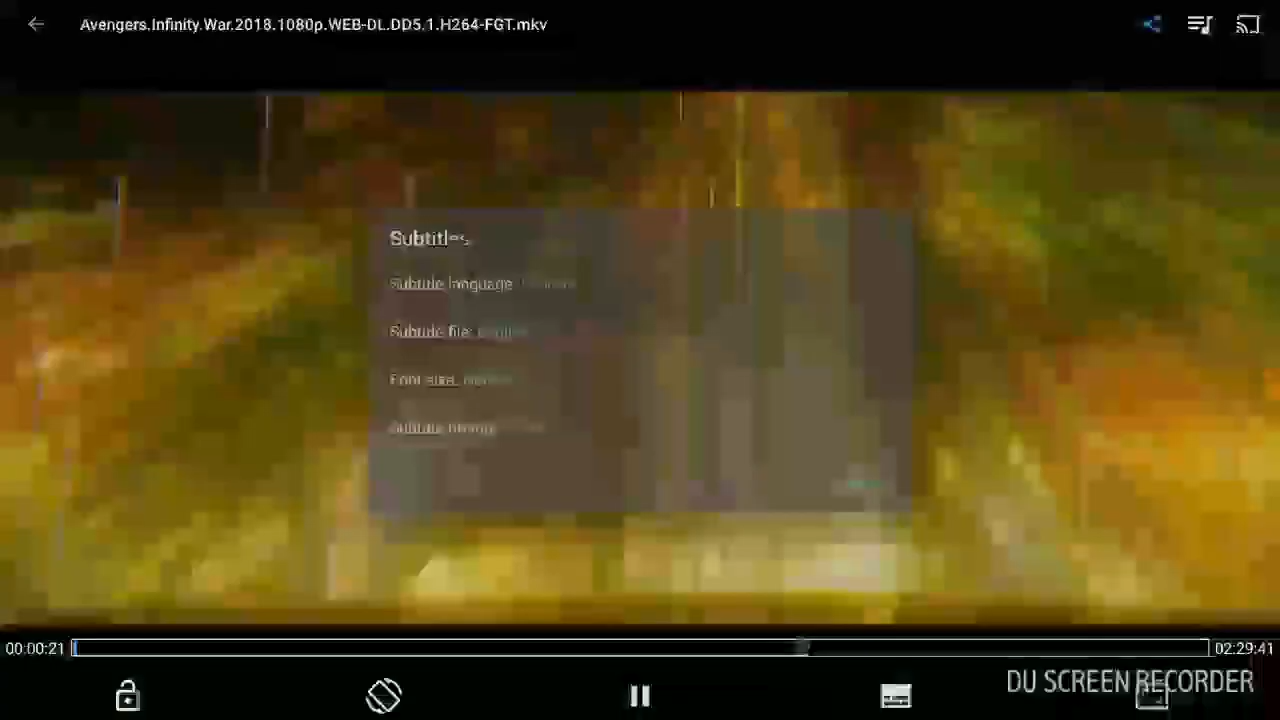 Avengers.Infinity.War.2018.1080p.WEB-DL.DD5.1.H264-FGT.mkv
Subtitles
Subtitle language
Subtitle file:
Font size:
Subtitle
00:00:21
02:29:41
DU SCREEN RECORDER